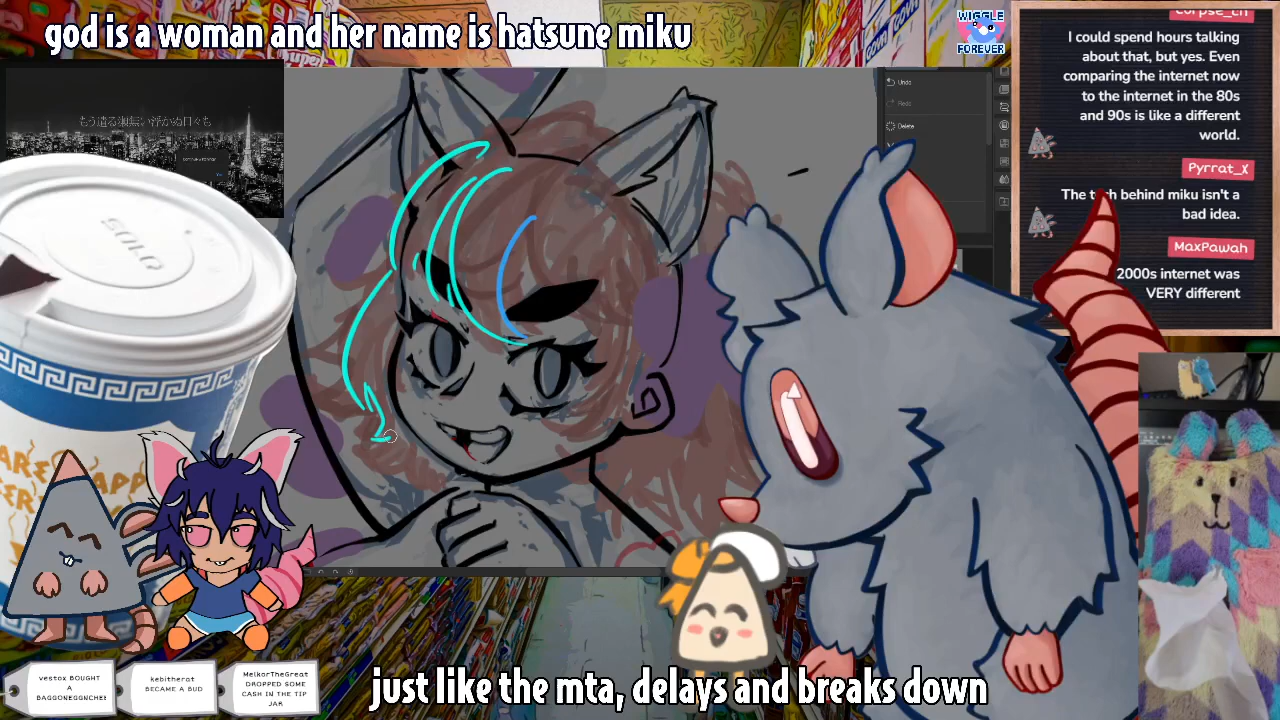 god is a woman and her name is hatsune miku
WIGGLE
FOREVER
corpse_ch
I could spend hours talking
about that, but yes. Even
comparing the internet now
to the internet in the 80s
and 90s is like a different
world.
Pyrrat_X
The tech behind miku isn't a
bad idea.
MaxPawah
2000s internet was
VERY different
Undo
Redo
Delete
SOLO
vestox BOUGHT
A
BAGGONEGGNCHEE
kebitherat
BECAME A BUD
MelkorTheGreat
DROPPED SOME
CASH IN THE TIP
JAR
just like the mta, delays and breaks down